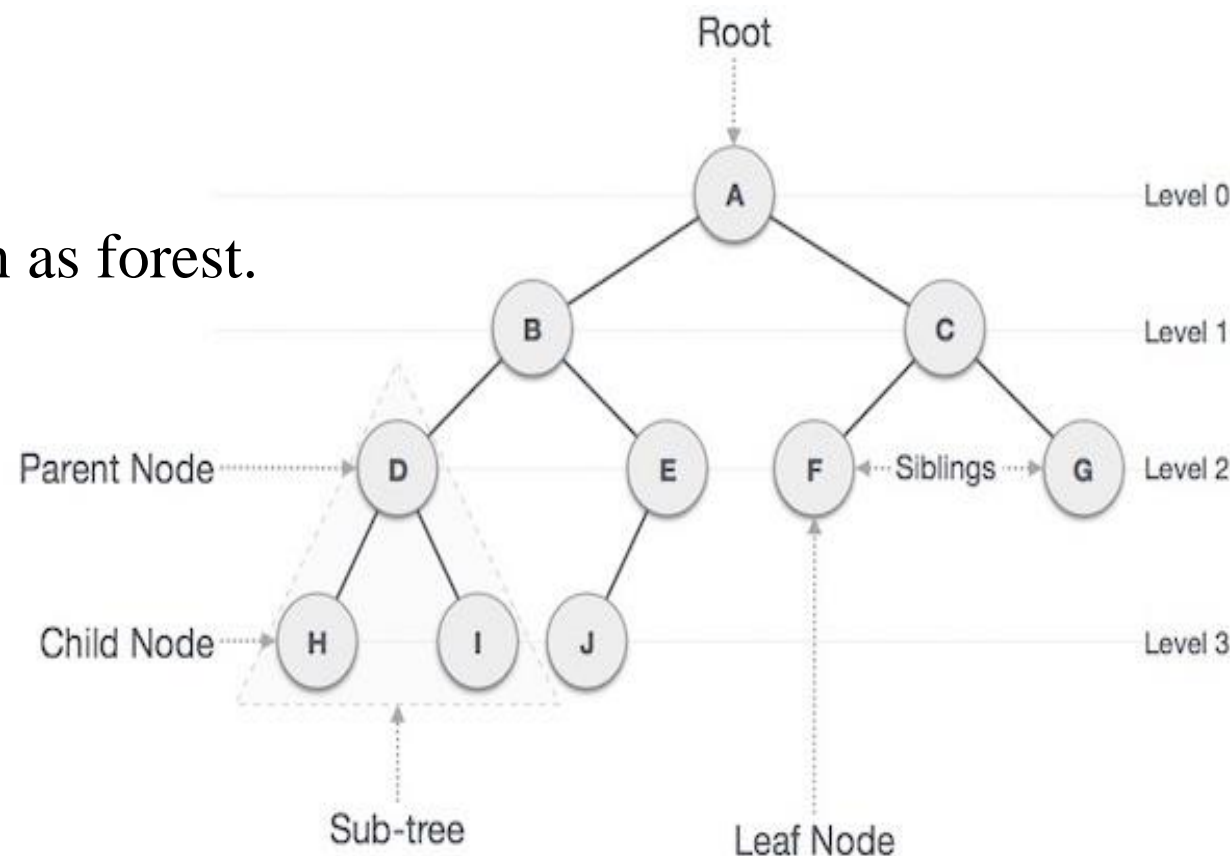 Root
A
Level 0
as forest.
B
C
Level 1
Parent Node
D
E
F
Siblings
G
Level 2
Child Node
H
I
J
Level 3
Sub-tree
Leaf Node